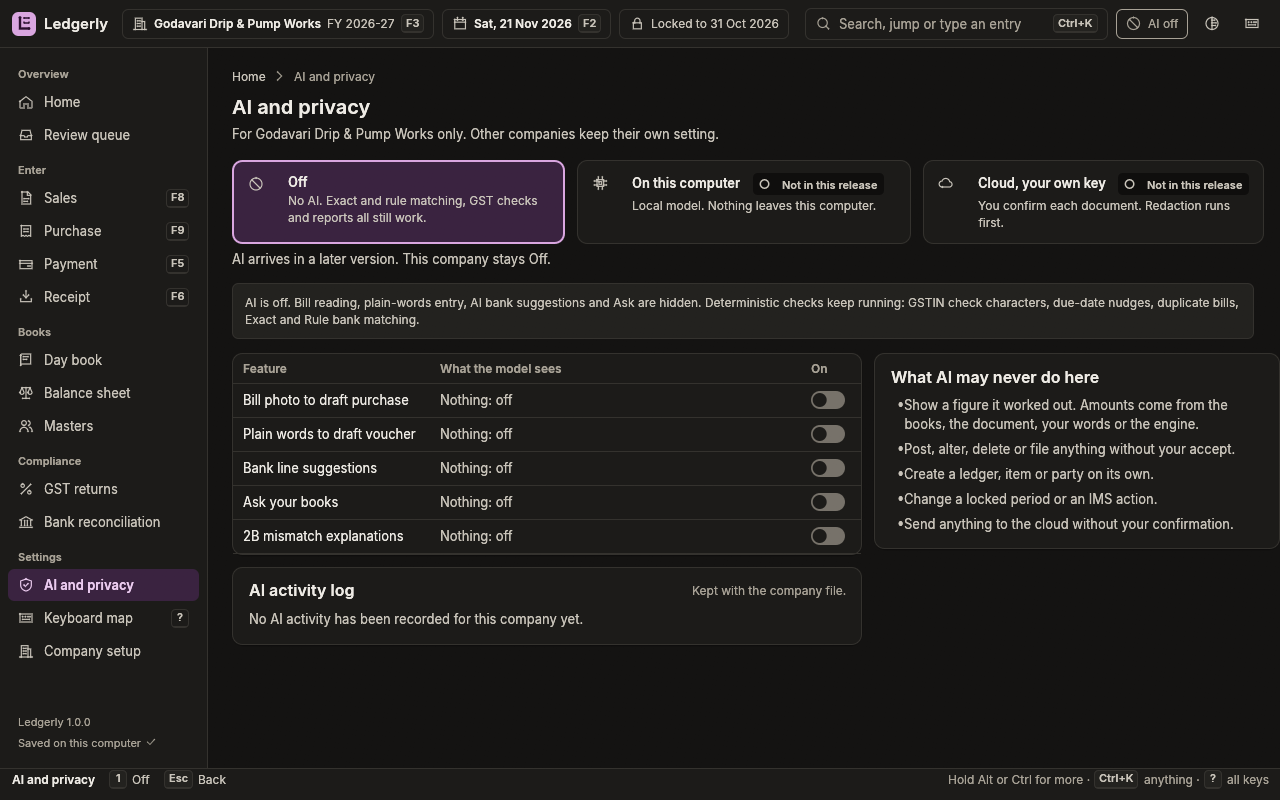 Ledgerly
Godavari Drip & Pump Works FY 2026-27 F3
Sat, 21 Nov 2026 F2
Locked to 31 Oct 2026
Search, jump or type an entry Ctrl+K
AI off
Overview
Home
Review queue
Enter
Sales F8
Purchase F9
Payment F5
Receipt F6
Books
Day book
Balance sheet
Masters
Compliance
GST returns
Bank reconciliation
Settings
AI and privacy
Keyboard map ?
Company setup
Ledgerly 1.0.0
Saved on this computer
Home AI and privacy
AI and privacy
For Godavari Drip & Pump Works only. Other companies keep their own setting.
Off
No AI. Exact and rule matching, GST checks
and reports all still work.
On this computer Not in this release
Local model. Nothing leaves this computer.
Cloud, your own key Not in this release
You confirm each document. Redaction runs
first.
AI arrives in a later version. This company stays Off.
AI is off. Bill reading, plain-words entry, AI bank suggestions and Ask are hidden. Deterministic checks keep running: GSTIN check characters, due-date nudges, duplicate bills,
Exact and Rule bank matching.
Feature What the model sees On
Bill photo to draft purchase Nothing: off
Plain words to draft voucher Nothing: off
Bank line suggestions Nothing: off
Ask your books Nothing: off
2B mismatch explanations Nothing: off
What AI may never do here
•Show a figure it worked out. Amounts come from the
books, the document, your words or the engine.
•Post, alter, delete or file anything without your accept.
•Create a ledger, item or party on its own.
•Change a locked period or an IMS action.
•Send anything to the cloud without your confirmation.
AI activity log Kept with the company file.
No AI activity has been recorded for this company yet.
AI and privacy 1 Off Esc Back
Hold Alt or Ctrl for more · Ctrl+K anything · ? all keys